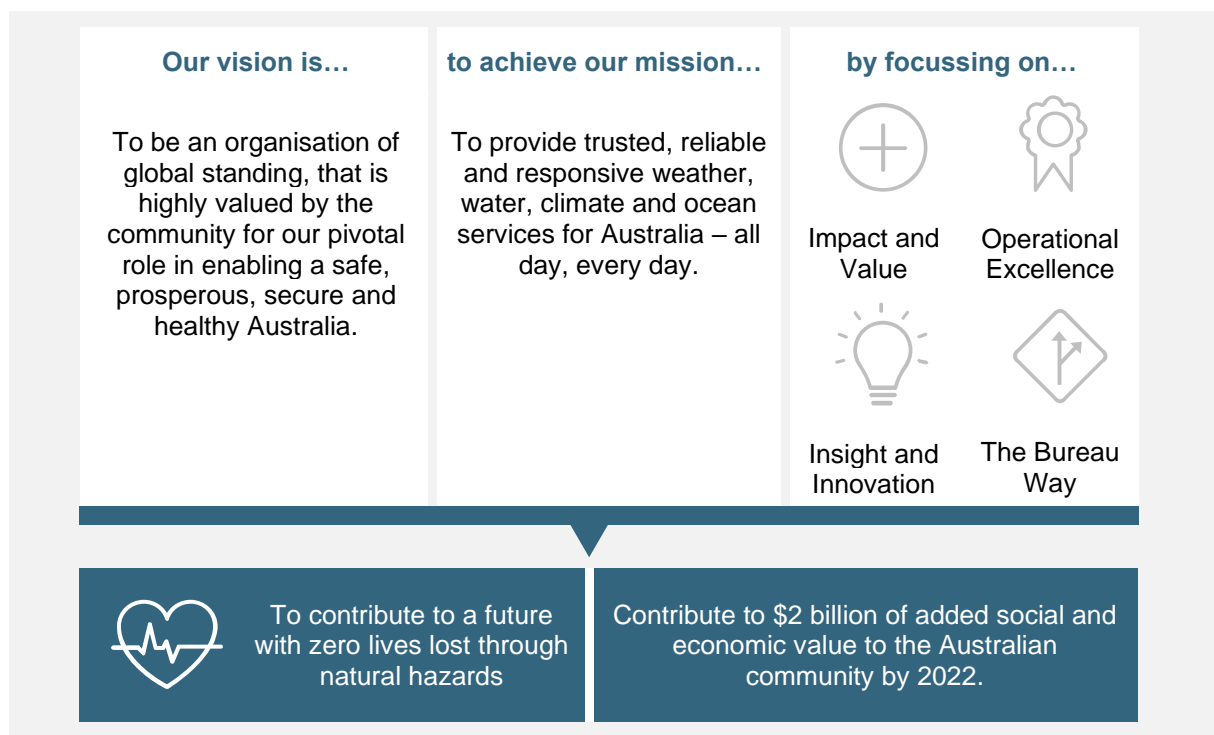 Our vision is…
To be an organisation of
global standing, that is
highly valued by the
community for our pivotal
role in enabling a safe,
prosperous, secure and
healthy Australia.
to achieve our mission…
To provide trusted, reliable
and responsive weather,
water, climate and ocean
services for Australia – all
day, every day.
by focussing on…
Impact and
Value
Operational
Excellence
Insight and
Innovation
The Bureau
Way
To contribute to a future
with zero lives lost through
natural hazards
Contribute to $2 billion of added social and
economic value to the Australian
community by 2022.